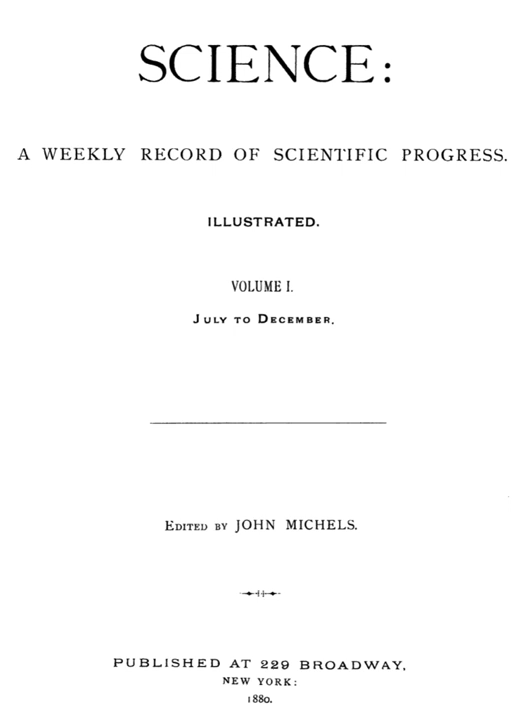 SCIENCE:
A WEEKLY RECORD OF SCIENTIFIC PROGRESS.
ILLUSTRATED.
VOLUME I.
JULY TO DECEMBER.
EDITED BY JOHN MICHELS.
PUBLISHED AT 229 BROADWAY,
NEW YORK:
1880.